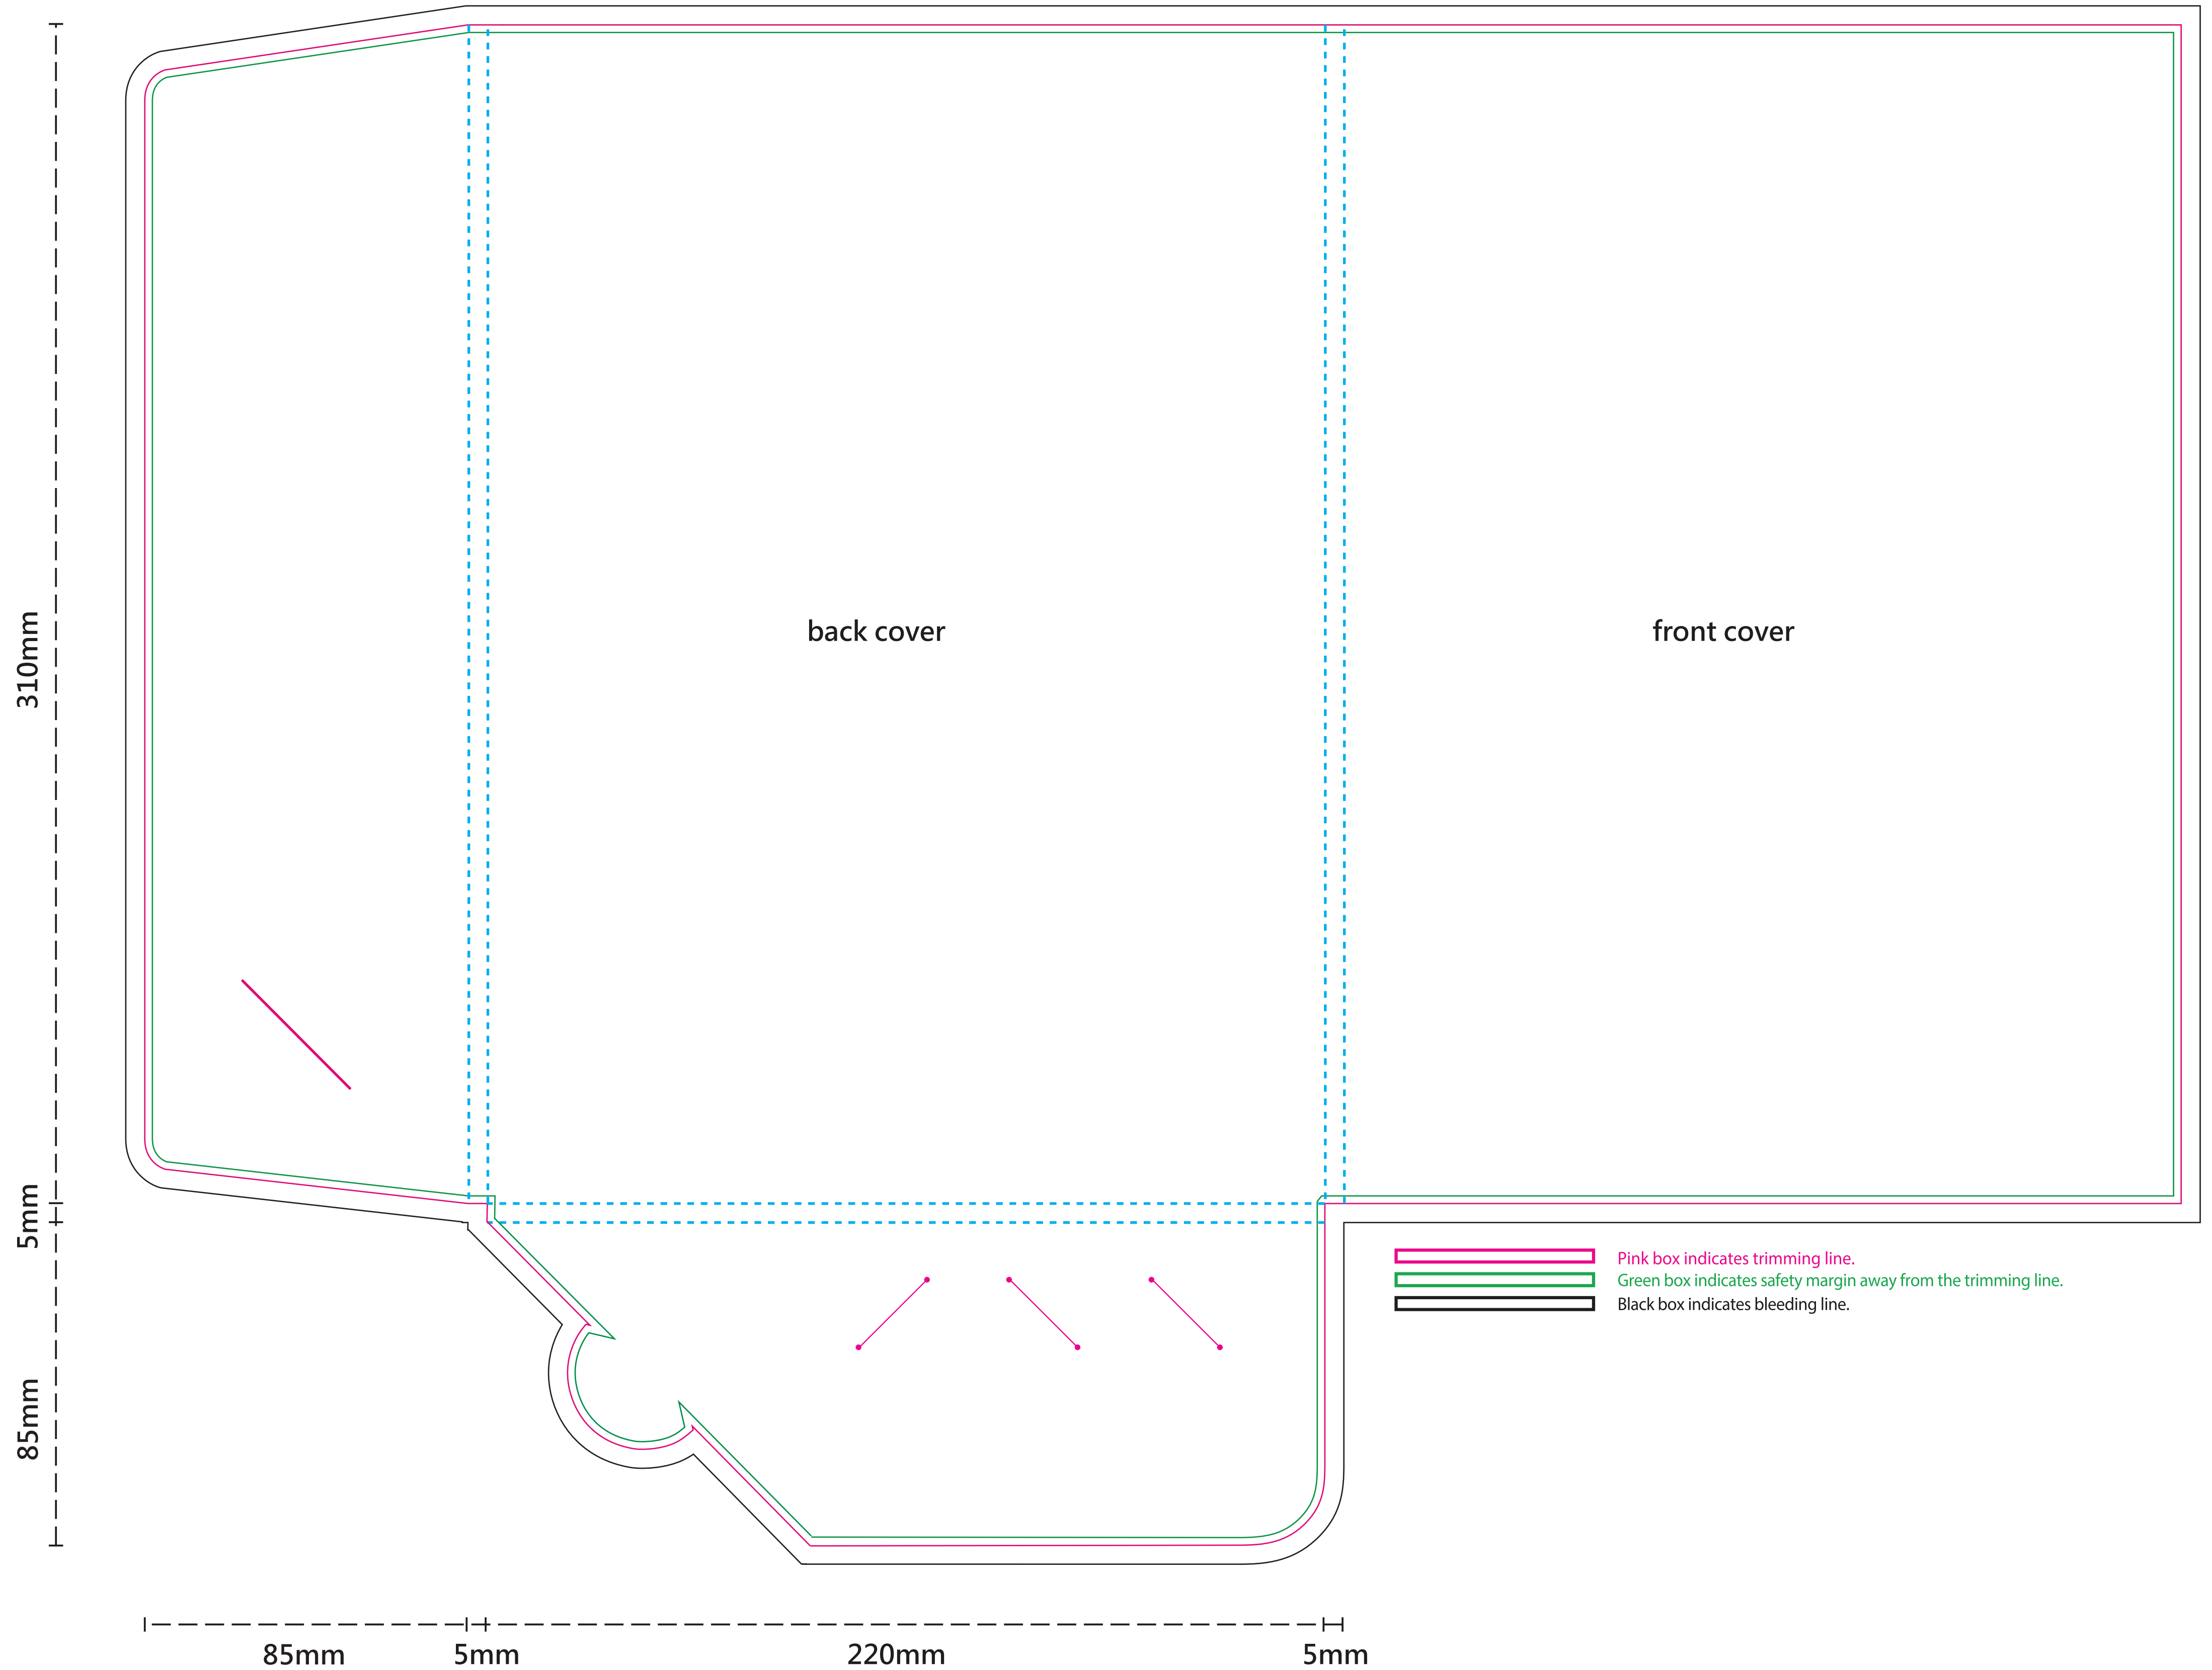 310mm
back cover
front cover
5mm
85mm
Pink box indicates trimming line.
Green box indicates safety margin away from the trimming line.
Black box indicates bleeding line.
85mm
5mm
220mm
5mm